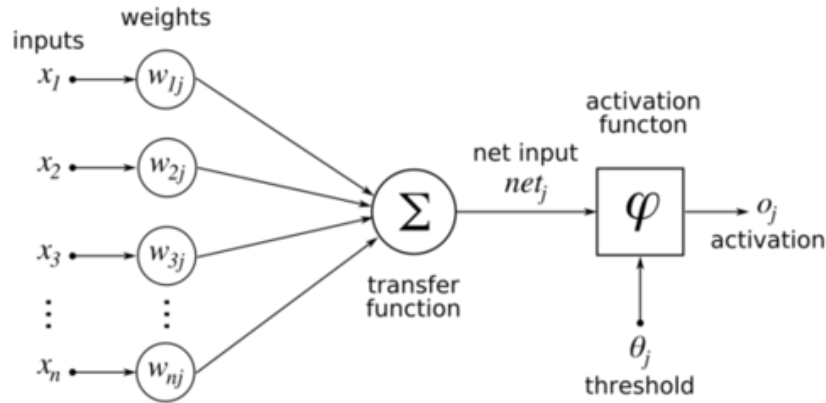 weights
inputs
x₁
w₁ⱼ
x₂
w₂ⱼ
x₃
w₃ⱼ
⋮
⋮
xₙ
wₙⱼ
Σ
transfer
function
net input
netⱼ
activation
functon
φ
oⱼ
activation
θⱼ
threshold